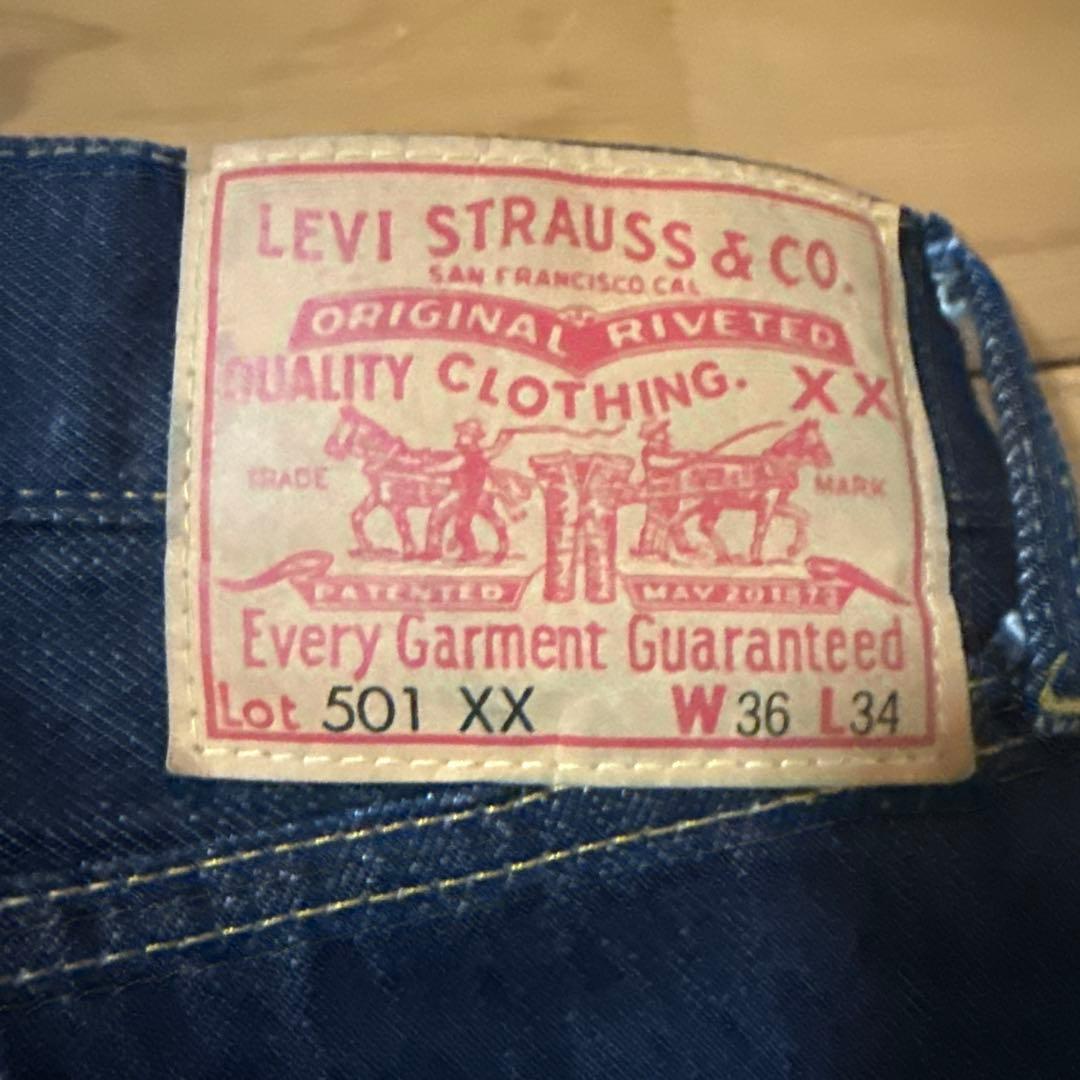 LEVI STRAUSS & CO.
SAN FRANCISCO CAL
ORIGINAL RIVETED
QUALITY CLOTHING. XX
TRADE MARK
PATENTED MAY 20 1873
Every Garment Guaranteed
Lot 501 XX W 36 L 34